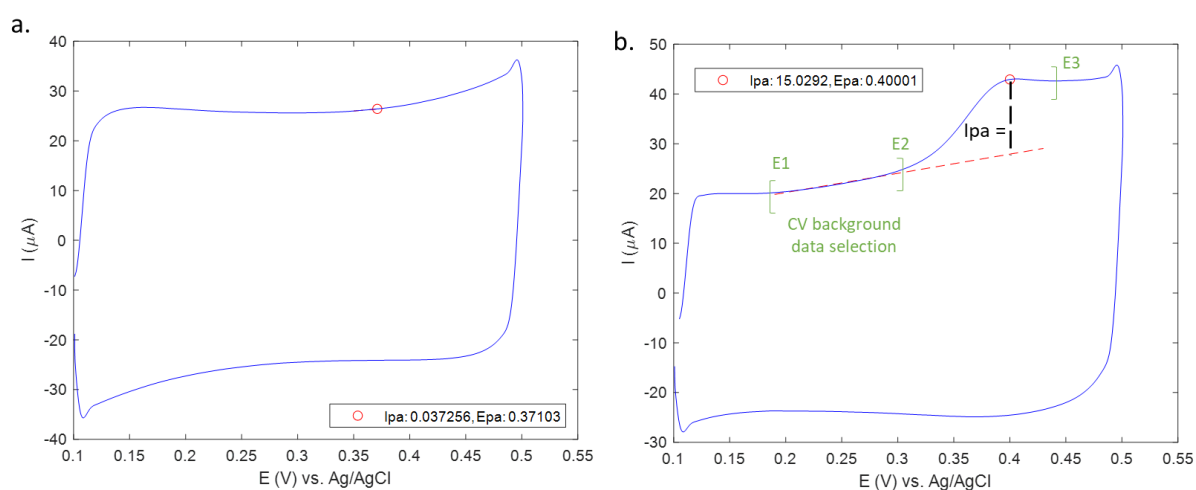 a.
40
30
20
10
0
-10
-20
-30
-40
I (μA)
0.1 0.15 0.2 0.25 0.3 0.35 0.4 0.45 0.5 0.55
E (V) vs. Ag/AgCl
Ipa: 0.037256, Epa: 0.37103
b.
50
40
30
20
10
0
-10
-20
-30
I (μA)
0.1 0.15 0.2 0.25 0.3 0.35 0.4 0.45 0.5 0.55
E (V) vs. Ag/AgCl
Ipa: 15.0292, Epa: 0.40001
E3
Ipa =
E2
E1
CV background
data selection